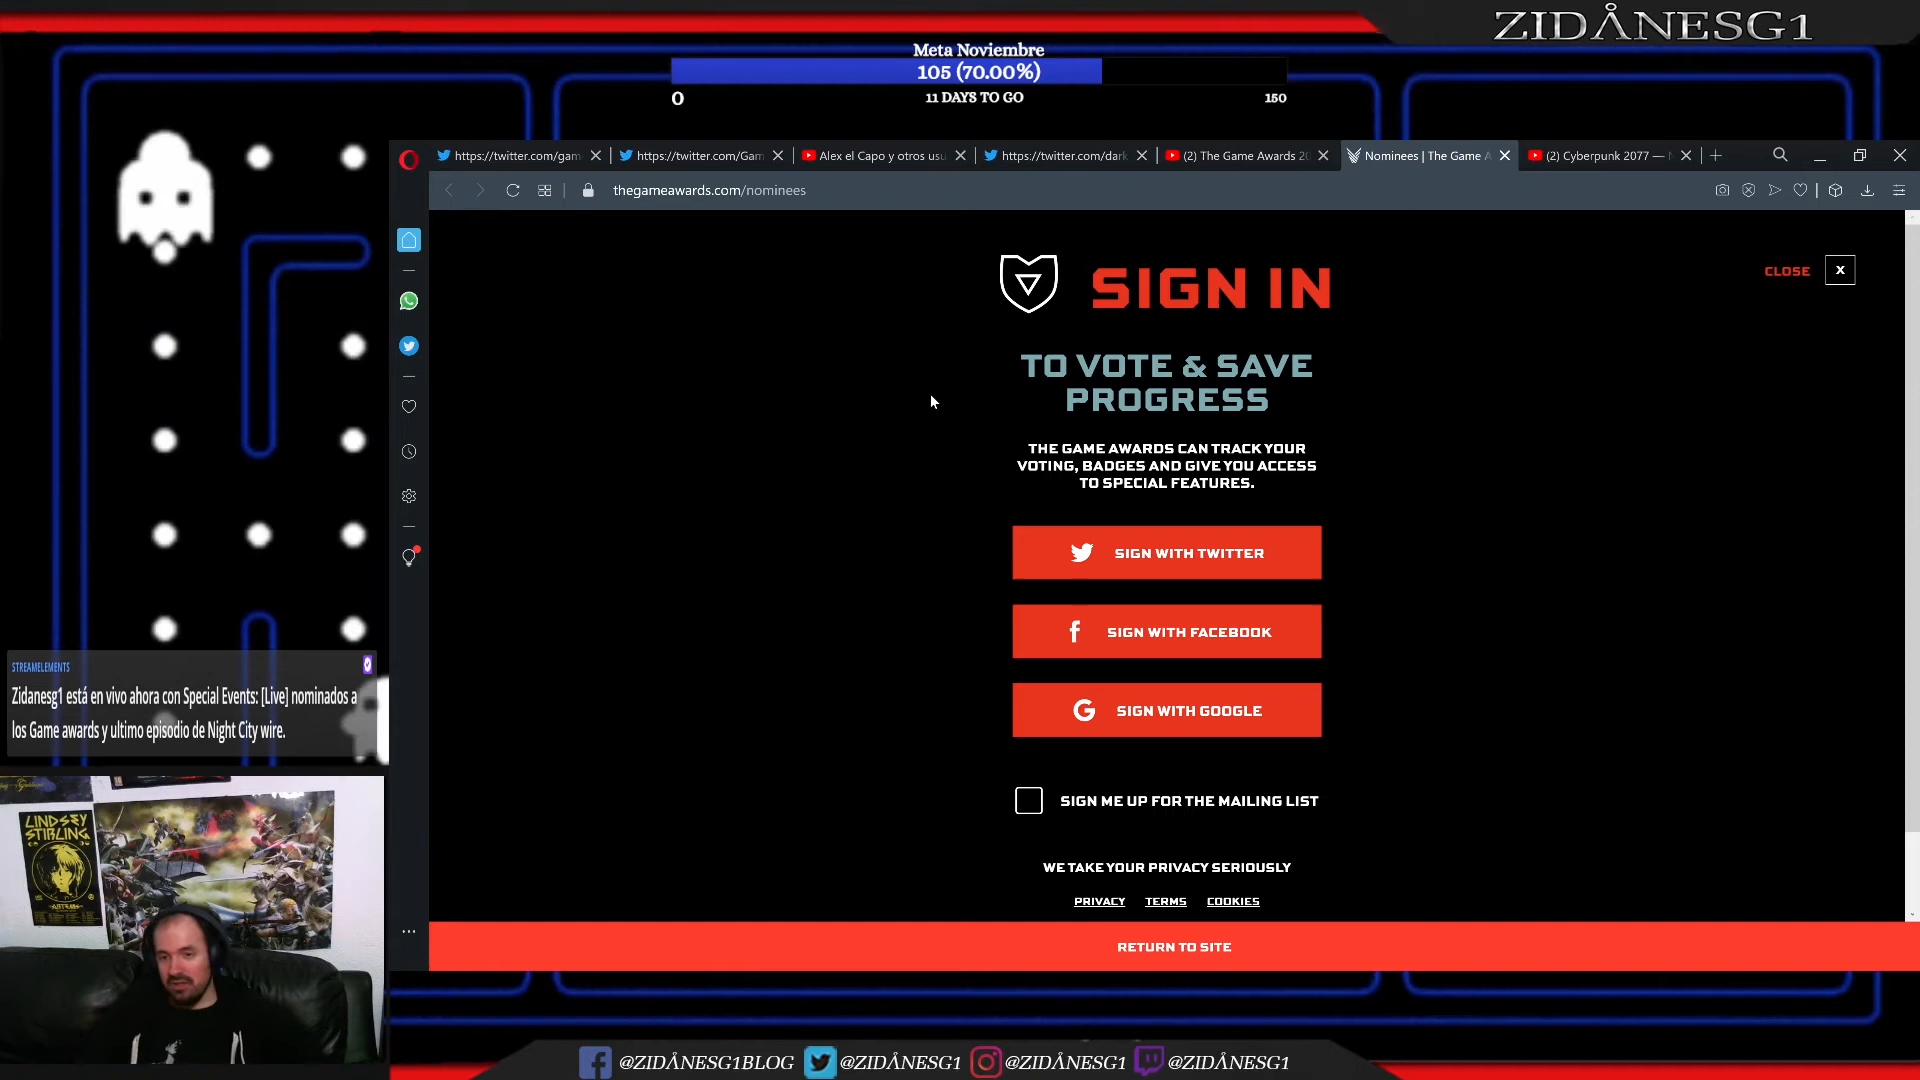 ZIDÅNESG1
Meta Noviembre
105 (70.00%)
0
11 DAYS TO GO
150
https://twitter.com/gam
https://twitter.com/Gam
Alex el Capo y otros usu
https://twitter.com/dark
(2) The Game Awards 20
Nominees | The Game A
(2) Cyberpunk 2077 —
thegameawards.com/nominees
SIGN IN
CLOSE
X
TO VOTE & SAVE
PROGRESS
THE GAME AWARDS CAN TRACK YOUR
VOTING, BADGES AND GIVE YOU ACCESS
TO SPECIAL FEATURES.
SIGN WITH TWITTER
SIGN WITH FACEBOOK
SIGN WITH GOOGLE
SIGN ME UP FOR THE MAILING LIST
WE TAKE YOUR PRIVACY SERIOUSLY
PRIVACY TERMS COOKIES
RETURN TO SITE
STREAMELEMENTS
Zidanesg1 está en vivo ahora con Special Events: [Live] nominados a
los Game awards y ultimo episodio de Night City wire.
LINDSEY
STIRLING
@ZIDÅNESG1BLOG
@ZIDÅNESG1
@ZIDÅNESG1
@ZIDÅNESG1